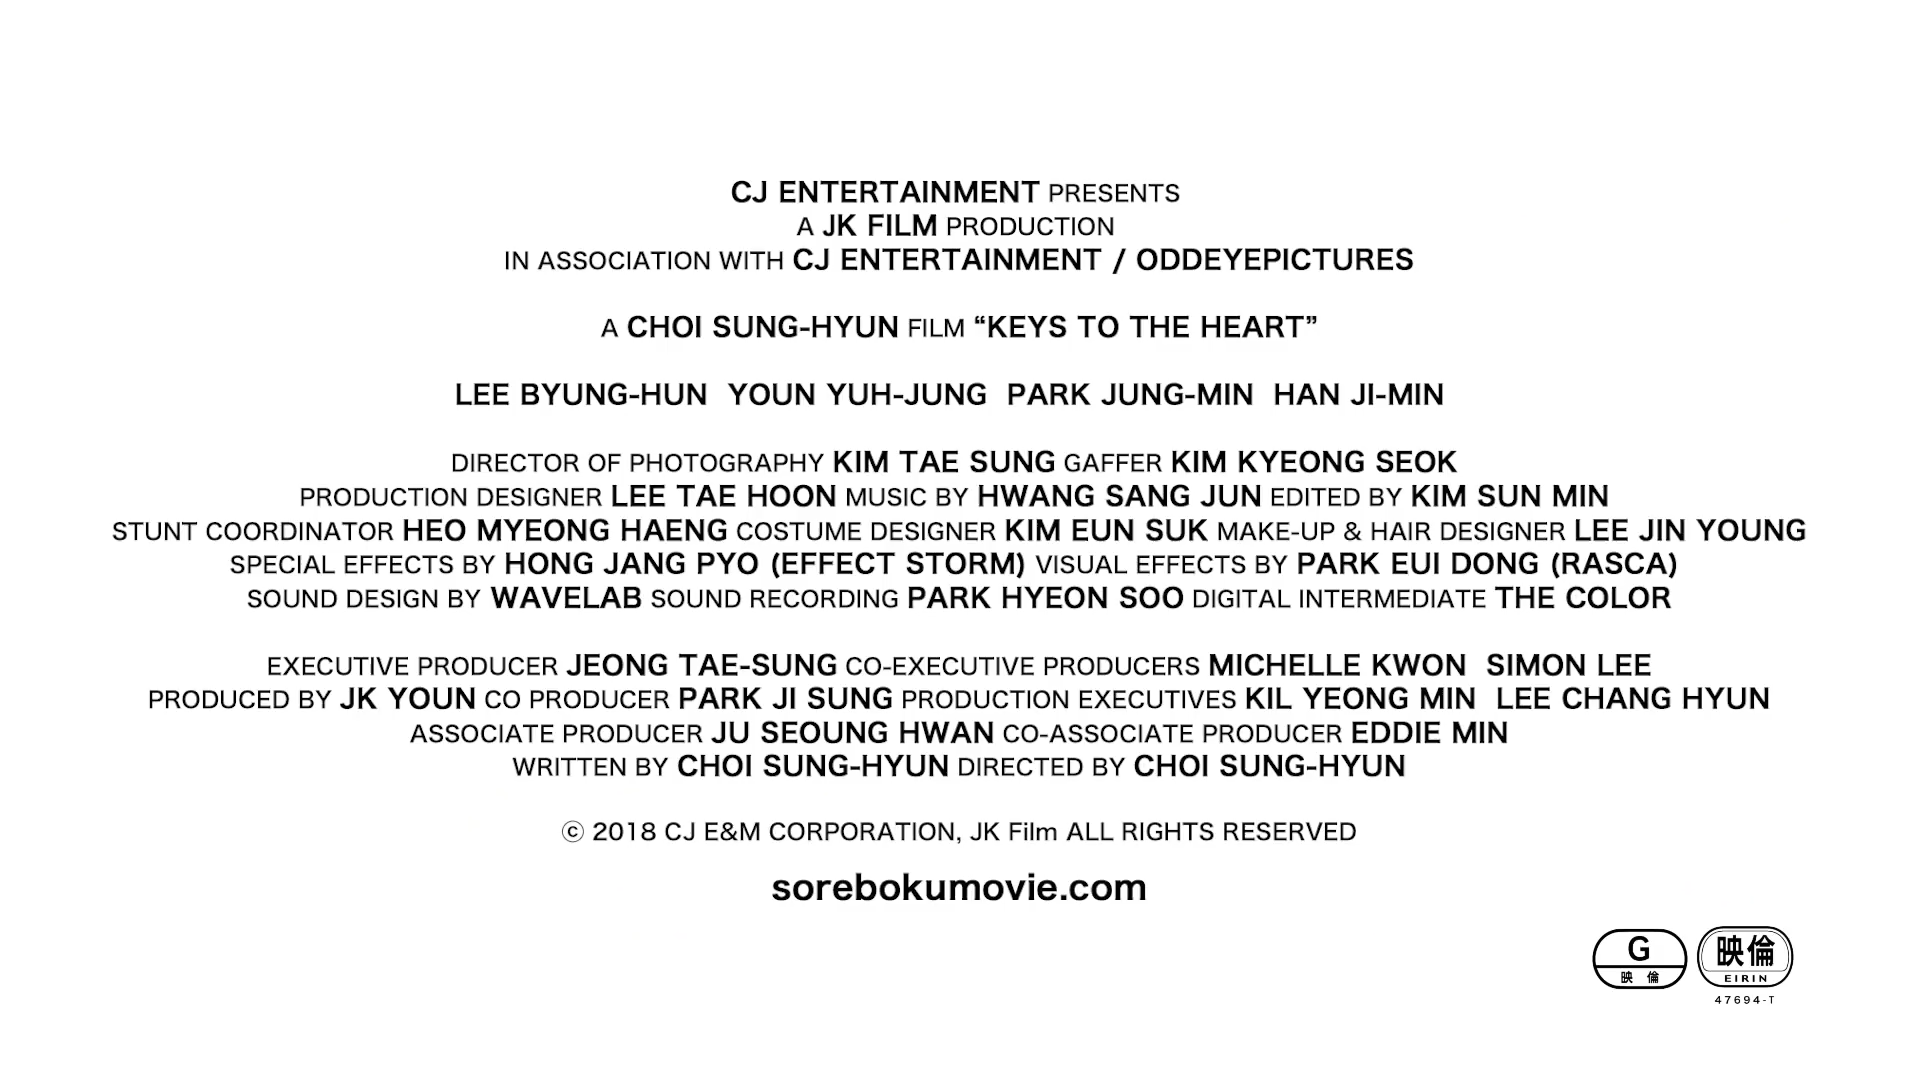 CJ ENTERTAINMENT PRESENTS
A JK FILM PRODUCTION
IN ASSOCIATION WITH CJ ENTERTAINMENT / ODDEYEPICTURES
A CHOI SUNG-HYUN FILM “KEYS TO THE HEART”
LEE BYUNG-HUN YOUN YUH-JUNG PARK JUNG-MIN HAN JI-MIN
DIRECTOR OF PHOTOGRAPHY KIM TAE SUNG GAFFER KIM KYEONG SEOK
PRODUCTION DESIGNER LEE TAE HOON MUSIC BY HWANG SANG JUN EDITED BY KIM SUN MIN
STUNT COORDINATOR HEO MYEONG HAENG COSTUME DESIGNER KIM EUN SUK MAKE-UP & HAIR DESIGNER LEE JIN YOUNG
SPECIAL EFFECTS BY HONG JANG PYO (EFFECT STORM) VISUAL EFFECTS BY PARK EUI DONG (RASCA)
SOUND DESIGN BY WAVELAB SOUND RECORDING PARK HYEON SOO DIGITAL INTERMEDIATE THE COLOR
EXECUTIVE PRODUCER JEONG TAE-SUNG CO-EXECUTIVE PRODUCERS MICHELLE KWON SIMON LEE
PRODUCED BY JK YOUN CO PRODUCER PARK JI SUNG PRODUCTION EXECUTIVES KIL YEONG MIN LEE CHANG HYUN
ASSOCIATE PRODUCER JU SEOUNG HWAN CO-ASSOCIATE PRODUCER EDDIE MIN
WRITTEN BY CHOI SUNG-HYUN DIRECTED BY CHOI SUNG-HYUN
ⓒ 2018 CJ E&M CORPORATION, JK Film ALL RIGHTS RESERVED
sorebokumovie.com
G
映 倫
映倫
EIRIN
47694-T